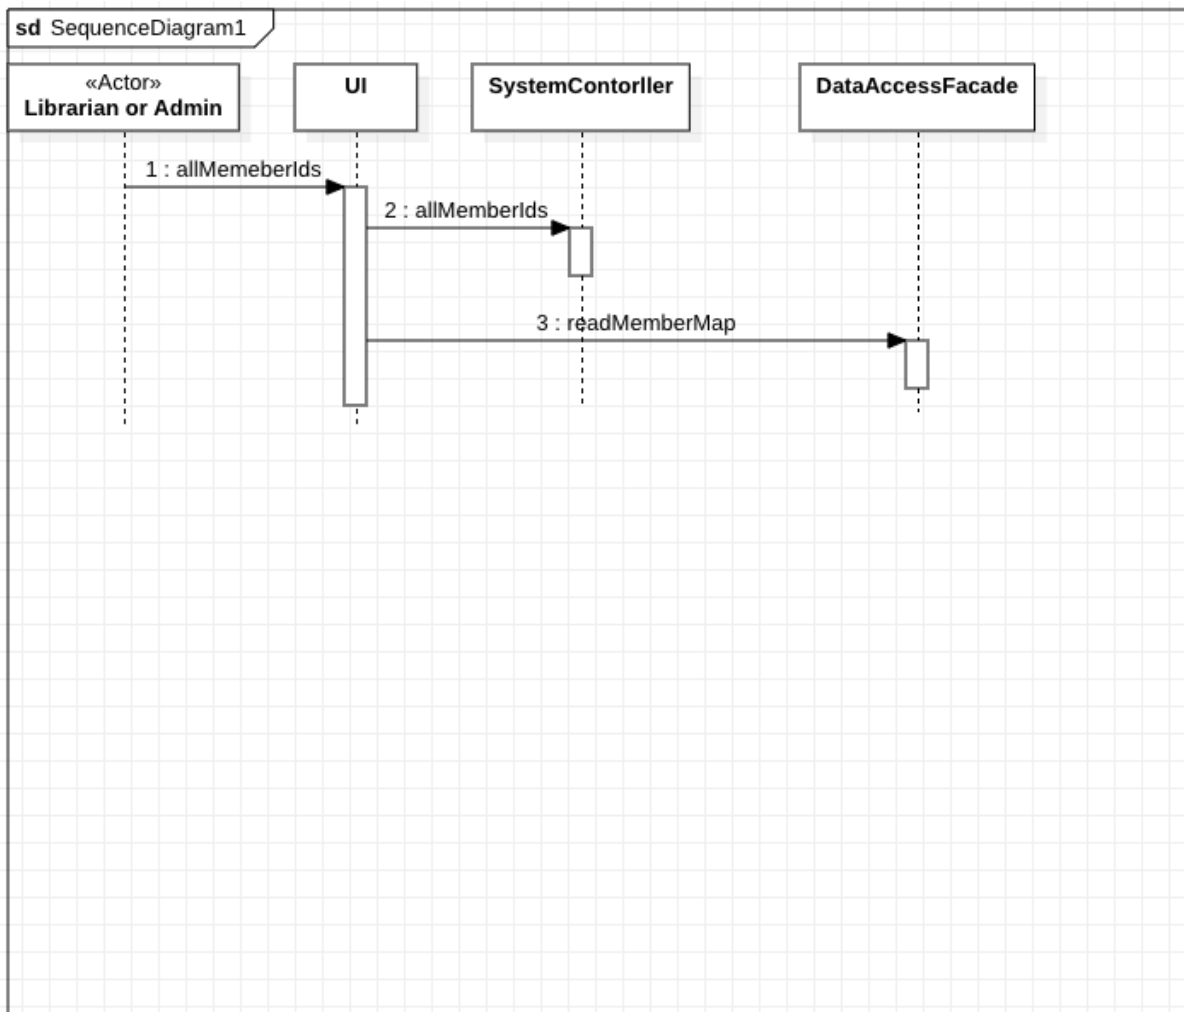 sd SequenceDiagram1
«Actor»
Librarian or Admin
UI
SystemContorller
DataAccessFacade
1 : allMemeberIds
2 : allMemberIds
3 : readMemberMap